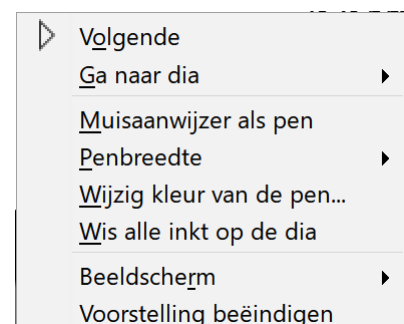 Volgende
Ga naar dia
Muisaanwijzer als pen
Penbreedte
Wijzig kleur van de pen...
Wis alle inkt op de dia
Beeldscherm
Voorstelling beëindigen